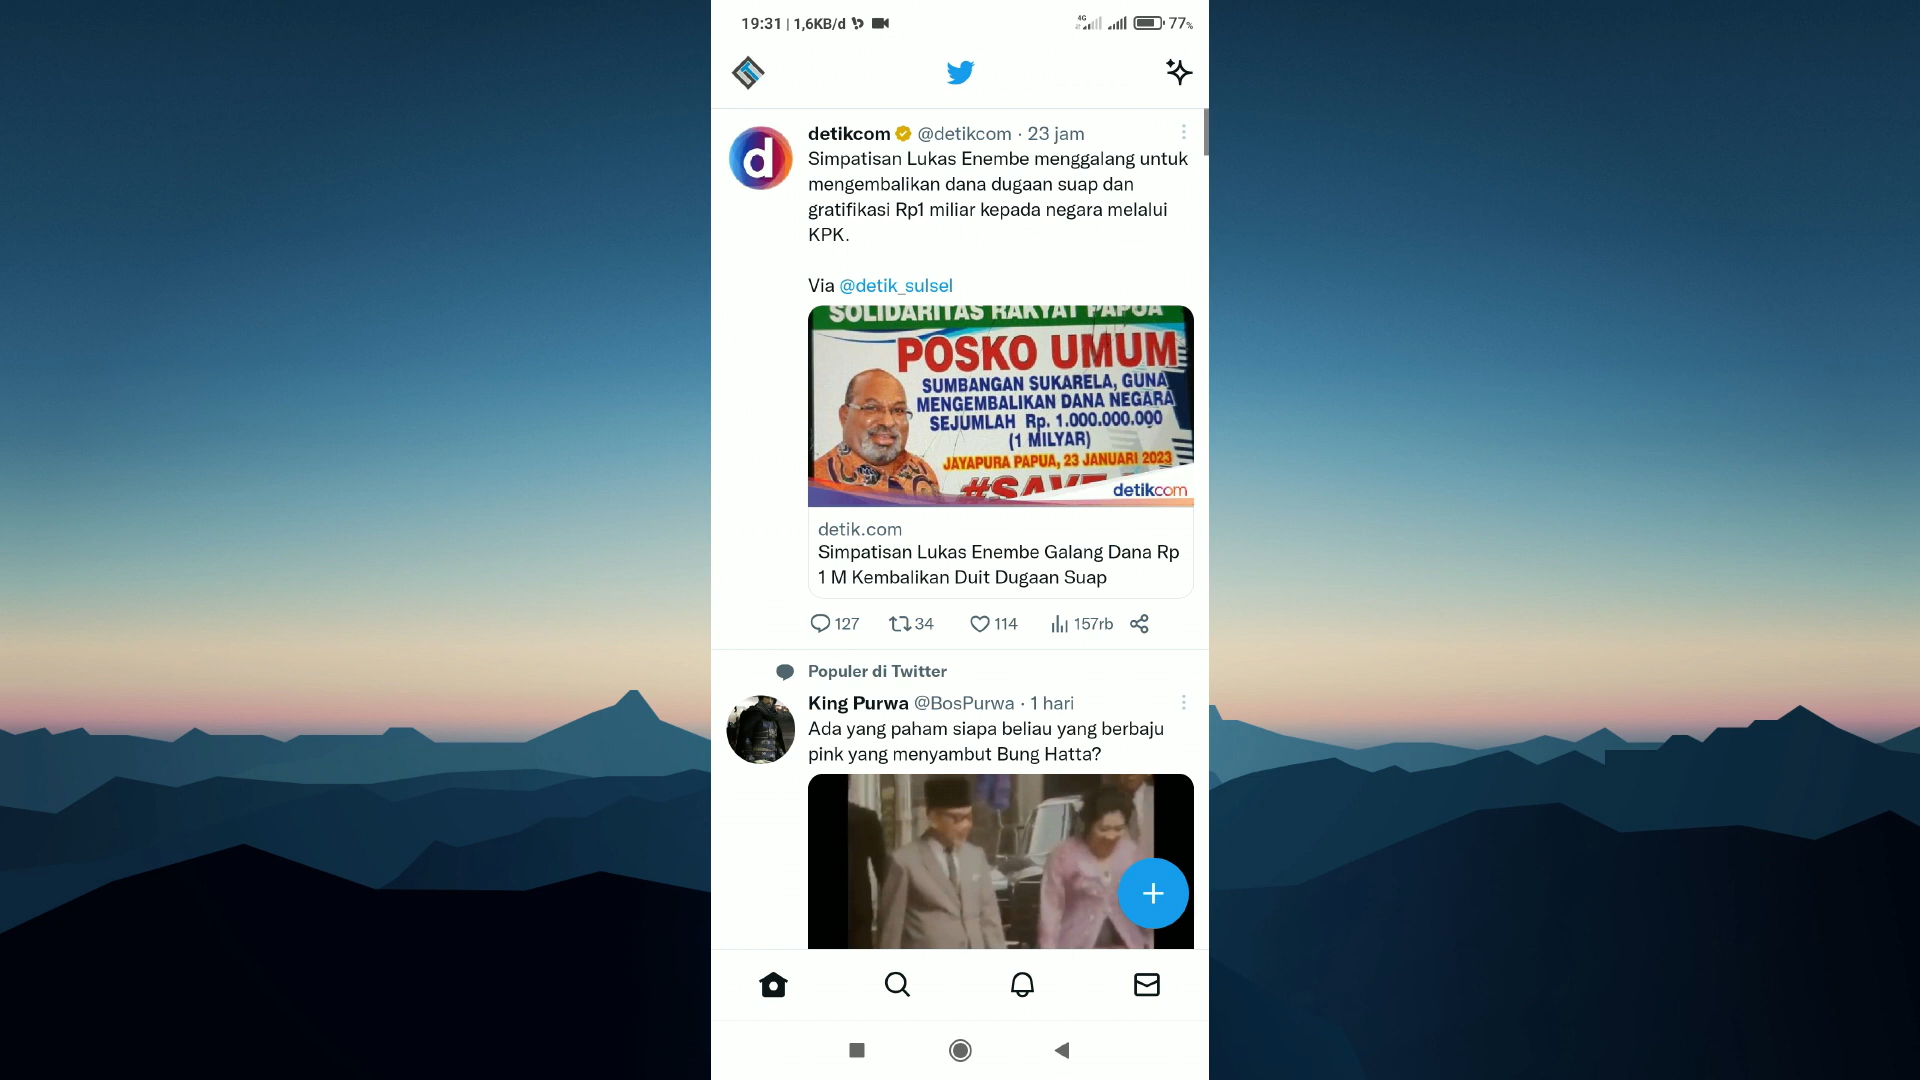 19:31 | 1,6KB/d
4G
77%
detikcom @detikcom · 23 jam
Simpatisan Lukas Enembe menggalang untuk
mengembalikan dana dugaan suap dan
gratifikasi Rp1 miliar kepada negara melalui
KPK.
Via @detik_sulsel
SOLIDARITAS RAKYAT PAPUA
POSKO UMUM
SUMBANGAN SUKARELA, GUNA
MENGEMBALIKAN DANA NEGARA
SEJUMLAH Rp. 1.000.000.000
(1 MILYAR)
JAYAPURA PAPUA, 23 JANUARI 2023
#SAVE
detikcom
detik.com
Simpatisan Lukas Enembe Galang Dana Rp
1 M Kembalikan Duit Dugaan Suap
127 34 114 157rb
Populer di Twitter
King Purwa @BosPurwa · 1 hari
Ada yang paham siapa beliau yang berbaju
pink yang menyambut Bung Hatta?